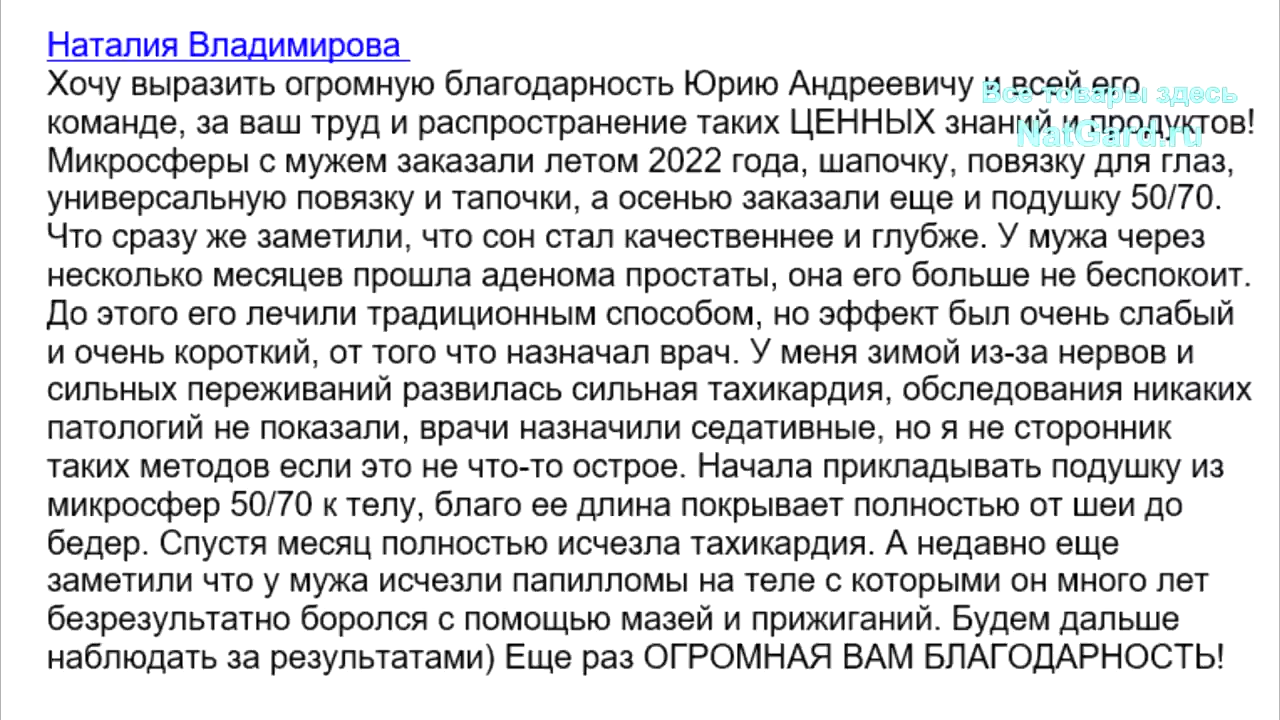 Наталия Владимирова
Хочу выразить огромную благодарность Юрию Андреевичу и всей его
команде, за ваш труд и распространение таких ЦЕННЫХ знаний и продуктов!
Микросферы с мужем заказали летом 2022 года, шапочку, повязку для глаз,
универсальную повязку и тапочки, а осенью заказали еще и подушку 50/70.
Что сразу же заметили, что сон стал качественнее и глубже. У мужа через
несколько месяцев прошла аденома простаты, она его больше не беспокоит.
До этого его лечили традиционным способом, но эффект был очень слабый
и очень короткий, от того что назначал врач. У меня зимой из-за нервов и
сильных переживаний развилась сильная тахикардия, обследования никаких
патологий не показали, врачи назначили седативные, но я не сторонник
таких методов если это не что-то острое. Начала прикладывать подушку из
микросфер 50/70 к телу, благо ее длина покрывает полностью от шеи до
бедер. Спустя месяц полностью исчезла тахикардия. А недавно еще
заметили что у мужа исчезли папилломы на теле с которыми он много лет
безрезультатно боролся с помощью мазей и прижиганий. Будем дальше
наблюдать за результатами) Еще раз ОГРОМНАЯ ВАМ БЛАГОДАРНОСТЬ!
Все товары здесь
NatGard.ru